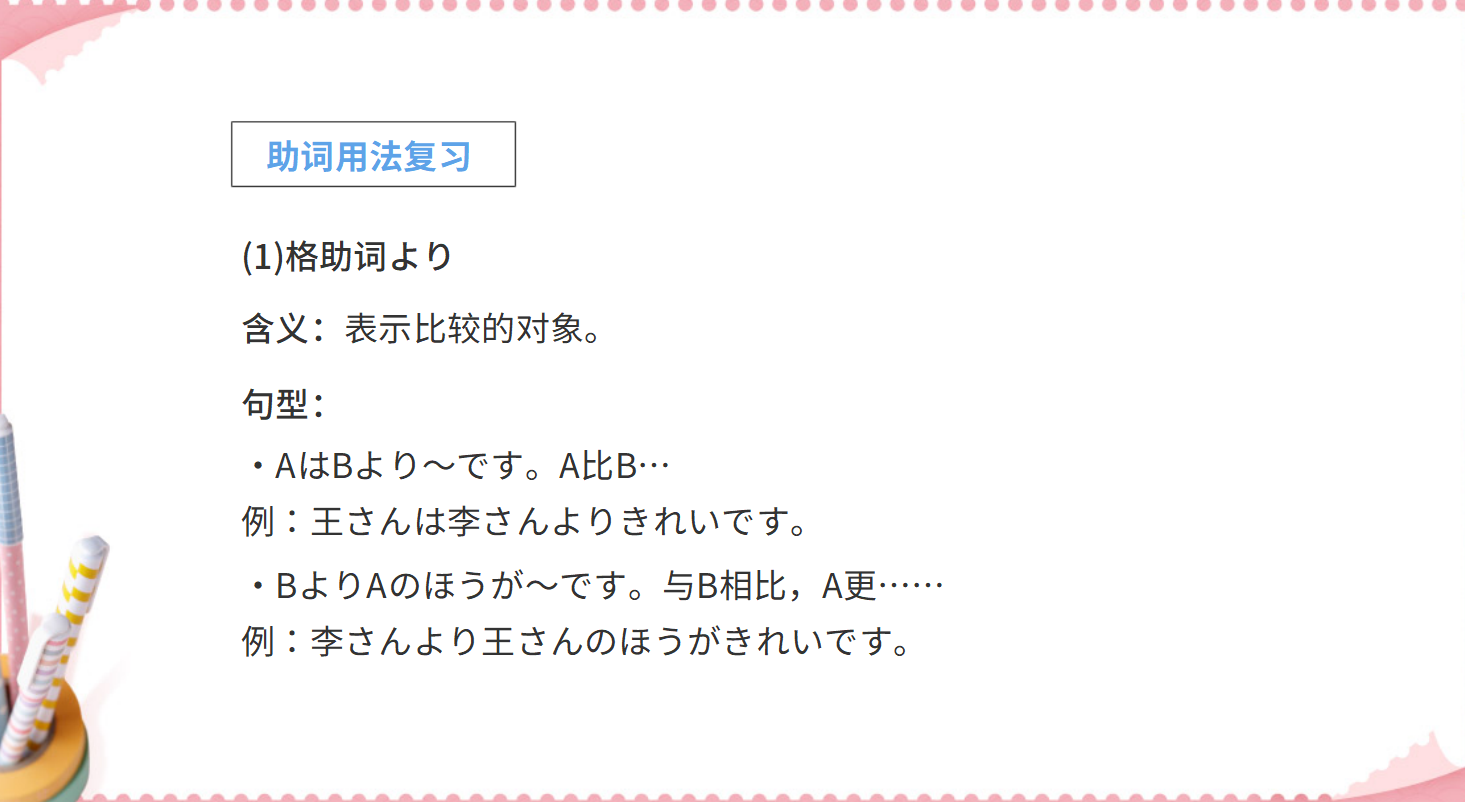 助词用法复习
(1)格助词より
含义：表示比较的对象。
句型：
・AはBより～です。A比B…
例：王さんは李さんよりきれいです。
・BよりAのほうが～です。与B相比，A更……
例：李さんより王さんのほうがきれいです。